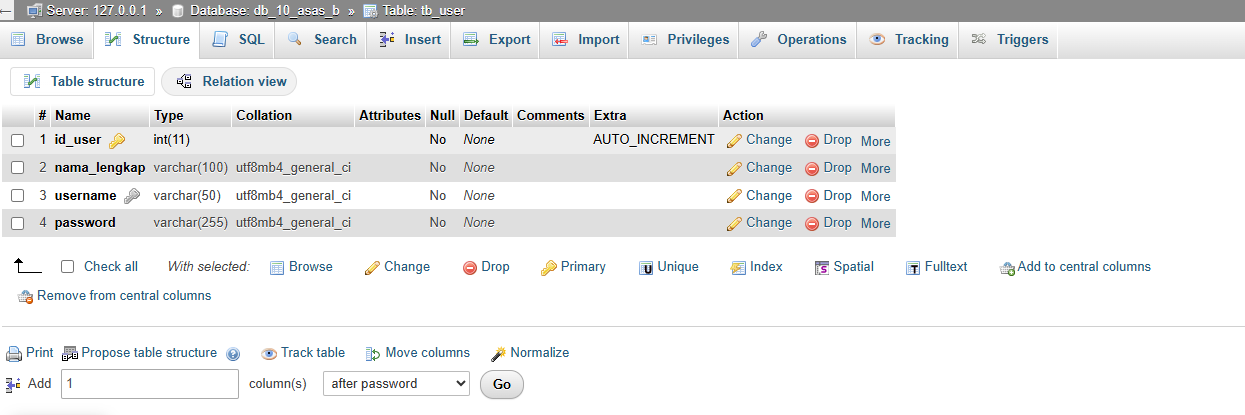 Server: 127.0.0.1 » Database: db_10_asas_b » Table: tb_user
Browse Structure SQL Search Insert Export Import Privileges Operations Tracking Triggers
Table structure Relation view
# Name Type Collation Attributes Null Default Comments Extra Action
1 id_user int(11) No None AUTO_INCREMENT Change Drop More
2 nama_lengkap varchar(100) utf8mb4_general_ci No None Change Drop More
3 username varchar(50) utf8mb4_general_ci No None Change Drop More
4 password varchar(255) utf8mb4_general_ci No None Change Drop More
Check all With selected: Browse Change Drop Primary Unique Index Spatial Fulltext Add to central columns
Remove from central columns
Print Propose table structure Track table Move columns Normalize
Add 1 column(s) after password Go